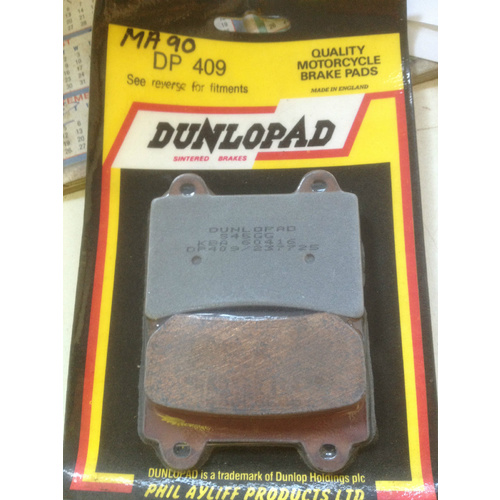 MA 90
DP 409
See reverse for fitments
QUALITY
MOTORCYCLE
BRAKE PADS
MADE IN ENGLAND
DUNLOPAD
SINTERED BRAKES
DUNLOPAD
DUNLOPAD is a trademark of Dunlop Holdings plc
PHIL AYLIFF PRODUCTS LTD